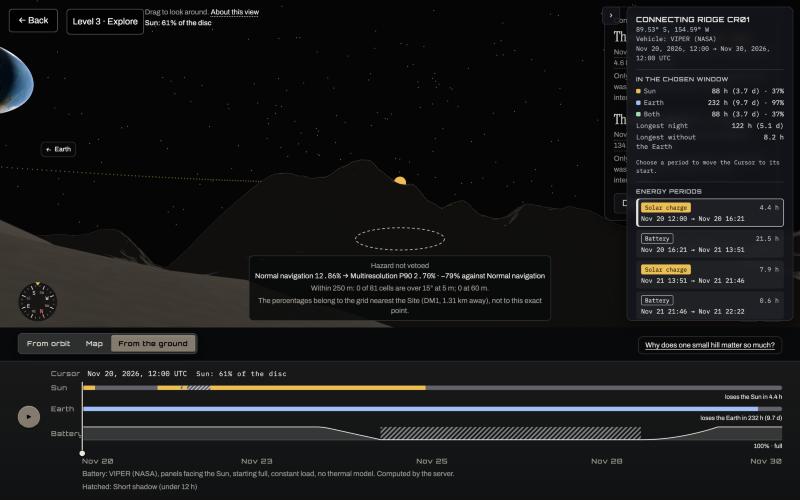 ← Back
Level 3 · Explore
Drag to look around. About this view
Sun: 61% of the disc
← Earth
›
CONNECTING RIDGE CR01
89.53° S, 154.59° W
Vehicle: VIPER (NASA)
Nov 20, 2026, 12:00 → Nov 30, 2026,
12:00 UTC
IN THE CHOSEN WINDOW
Sun 88 h (3.7 d) · 37%
Earth 232 h (9.7 d) · 97%
Both 88 h (3.7 d) · 37%
Longest night 122 h (5.1 d)
Longest without 8.2 h
the Earth
Choose a period to move the Cursor to its
start.
ENERGY PERIODS
Solar charge 4.4 h
Nov 20 12:00 → Nov 20 16:21
Battery 21.5 h
Nov 20 16:21 → Nov 21 13:51
Solar charge 7.9 h
Nov 21 13:51 → Nov 21 21:46
Battery 0.6 h
Nov 21 21:46 → Nov 21 22:22
Hazard not vetoed
Normal navigation 12.86% → Multiresolution P90 2.70% · −79% against Normal navigation
Within 250 m: 0 of 81 cells are over 15° at 5 m; 0 at 60 m.
The percentages belong to the grid nearest the Site (DM1, 1.31 km away), not to this exact
point.
S
N
From orbit
Map
From the ground
Why does one small hill matter so much?
Cursor Nov 20, 2026, 12:00 UTC Sun: 61% of the disc
Sun
loses the Sun in 4.4 h
Earth
loses the Earth in 232 h (9.7 d)
Battery
100% · full
Nov 20
Nov 23
Nov 25
Nov 28
Nov 30
Battery: VIPER (NASA), panels facing the Sun, starting full, constant load, no thermal model. Computed by the server.
Hatched: Short shadow (under 12 h)